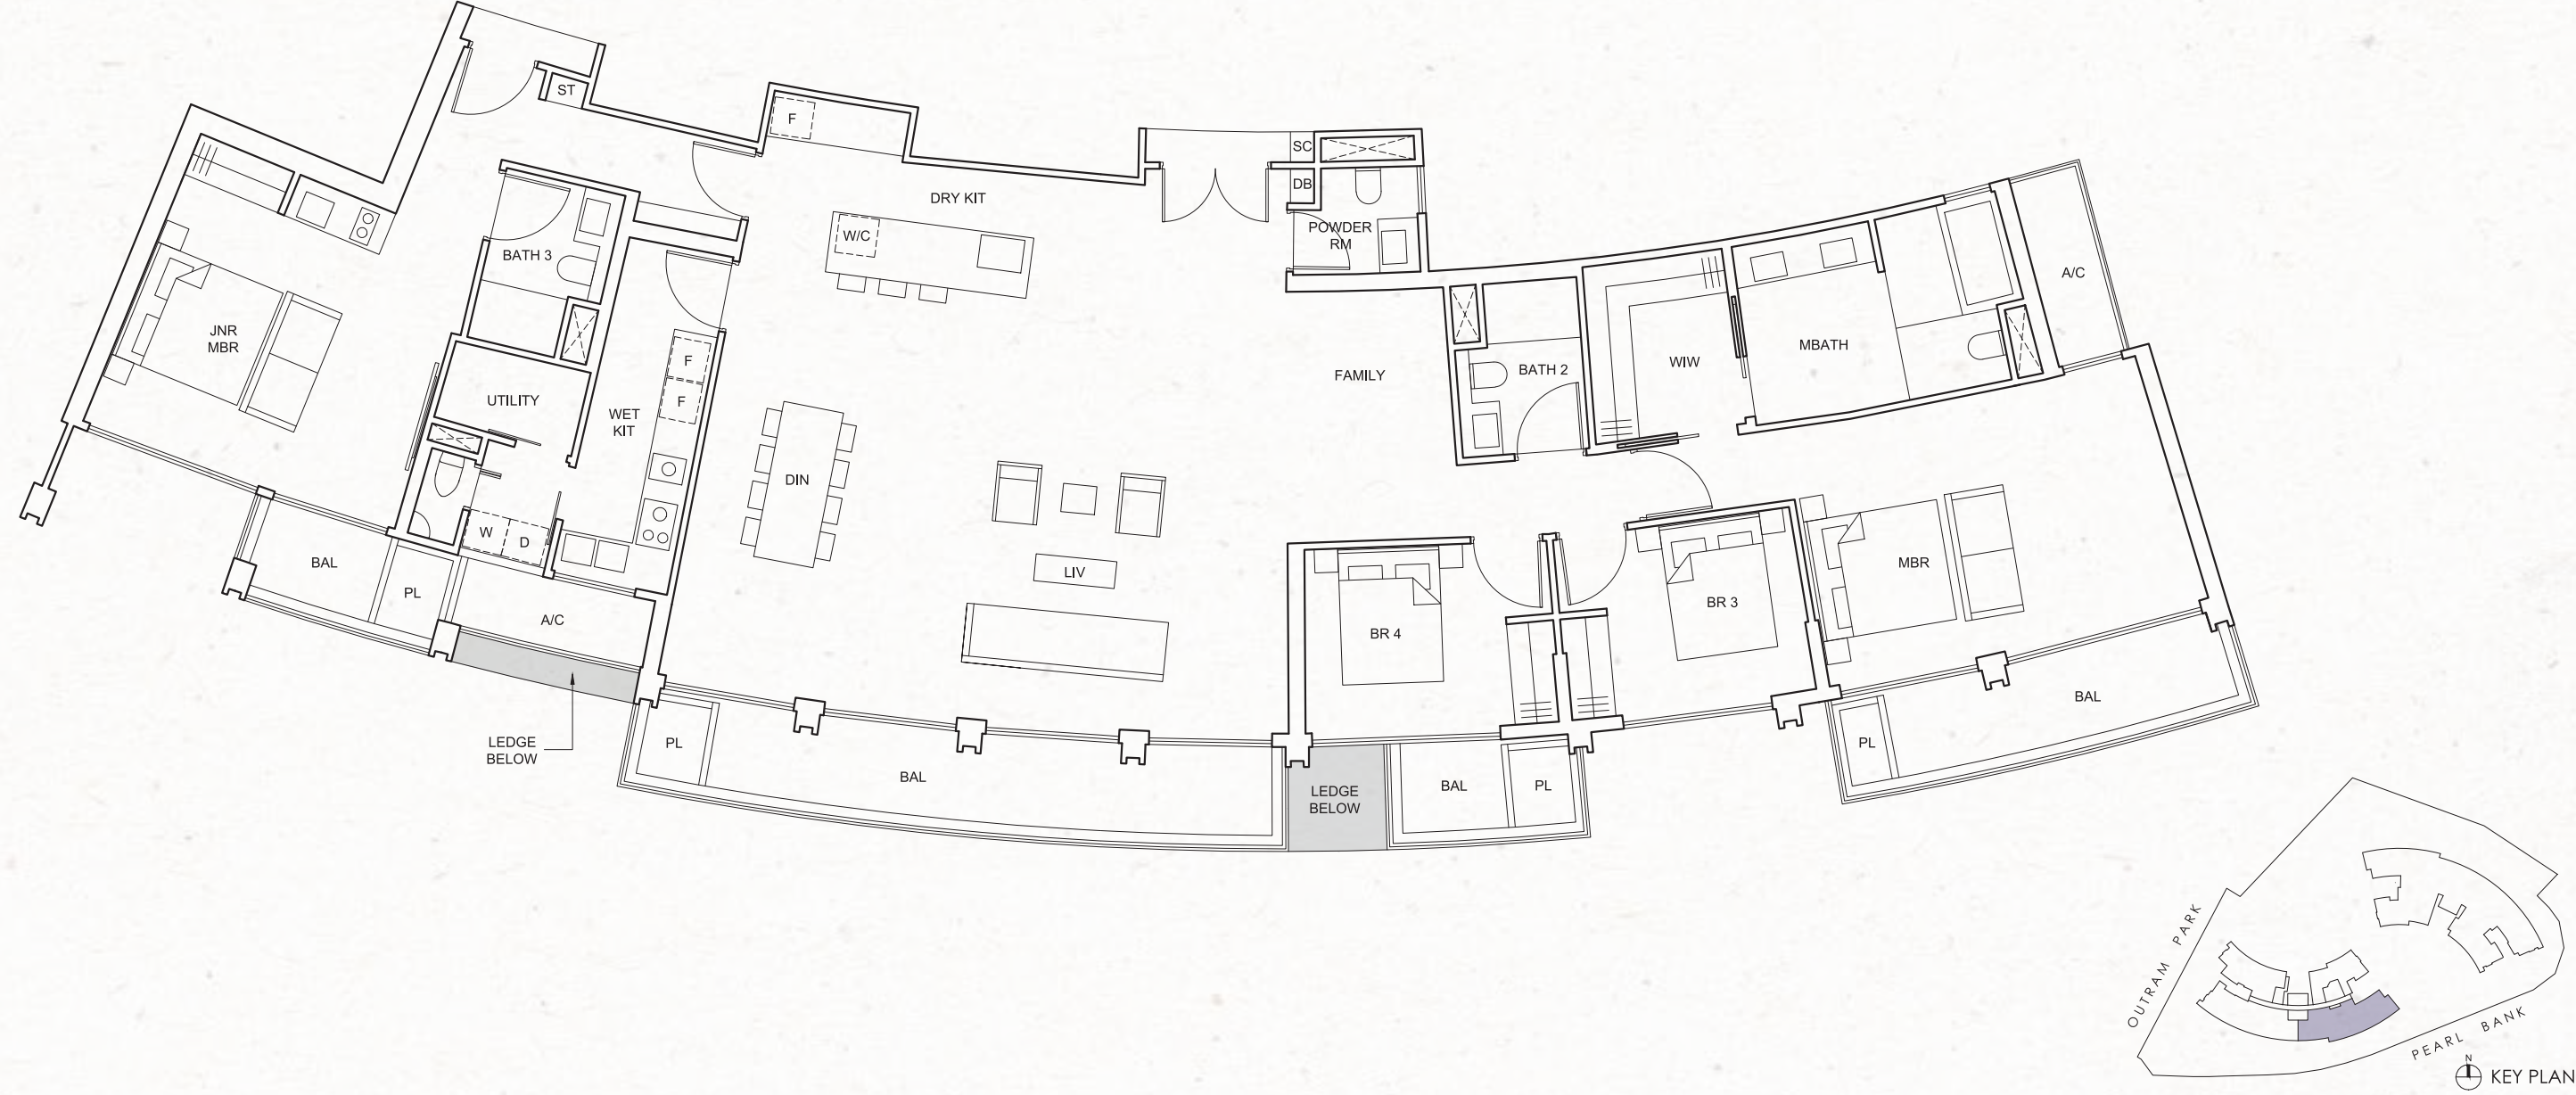 ST
F
SC
DB
DRY KIT
POWDER
RM
W/C
BATH 3
A/C
JNR
MBR
MBATH
F
FAMILY
BATH 2
WIW
F
UTILITY
WET
KIT
DIN
W
D
BAL
PL
LIV
MBR
BR 3
A/C
BR 4
BAL
LEDGE
BELOW
PL
BAL
LEDGE
BELOW
BAL
PL
PL
OUTRAM PARK
PEARL BANK
N
KEY PLAN